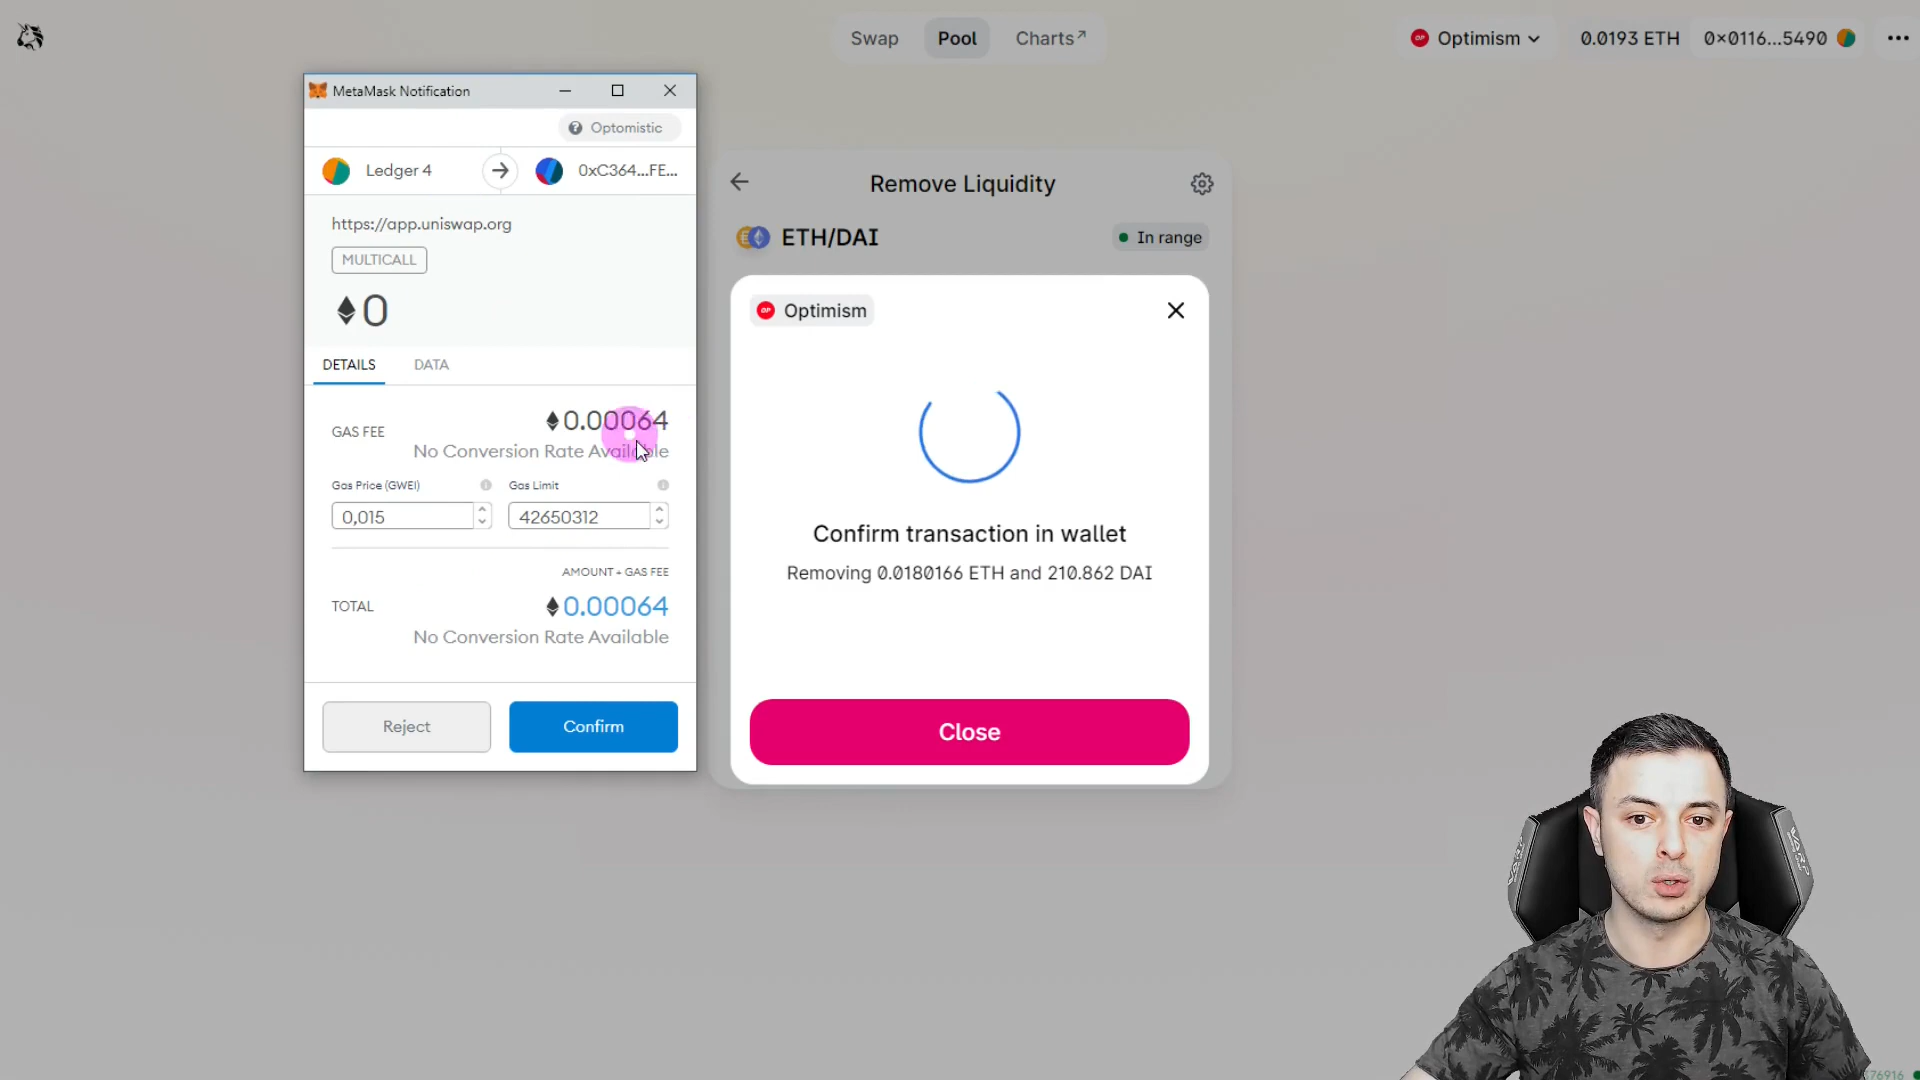 Swap
Pool
Charts↗
Optimism
0.0193 ETH
0×0116...5490
MetaMask Notification
Optomistic
Ledger 4
0xC364...FE...
https://app.uniswap.org
MULTICALL
0
DETAILS
DATA
GAS FEE
0.00064
No Conversion Rate Available
Gas Price (GWEI)
Gas Limit
0,015
42650312
AMOUNT + GAS FEE
TOTAL
0.00064
No Conversion Rate Available
Reject
Confirm
Remove Liquidity
ETH/DAI
In range
OP
Optimism
Confirm transaction in wallet
Removing 0.0180166 ETH and 210.862 DAI
Close